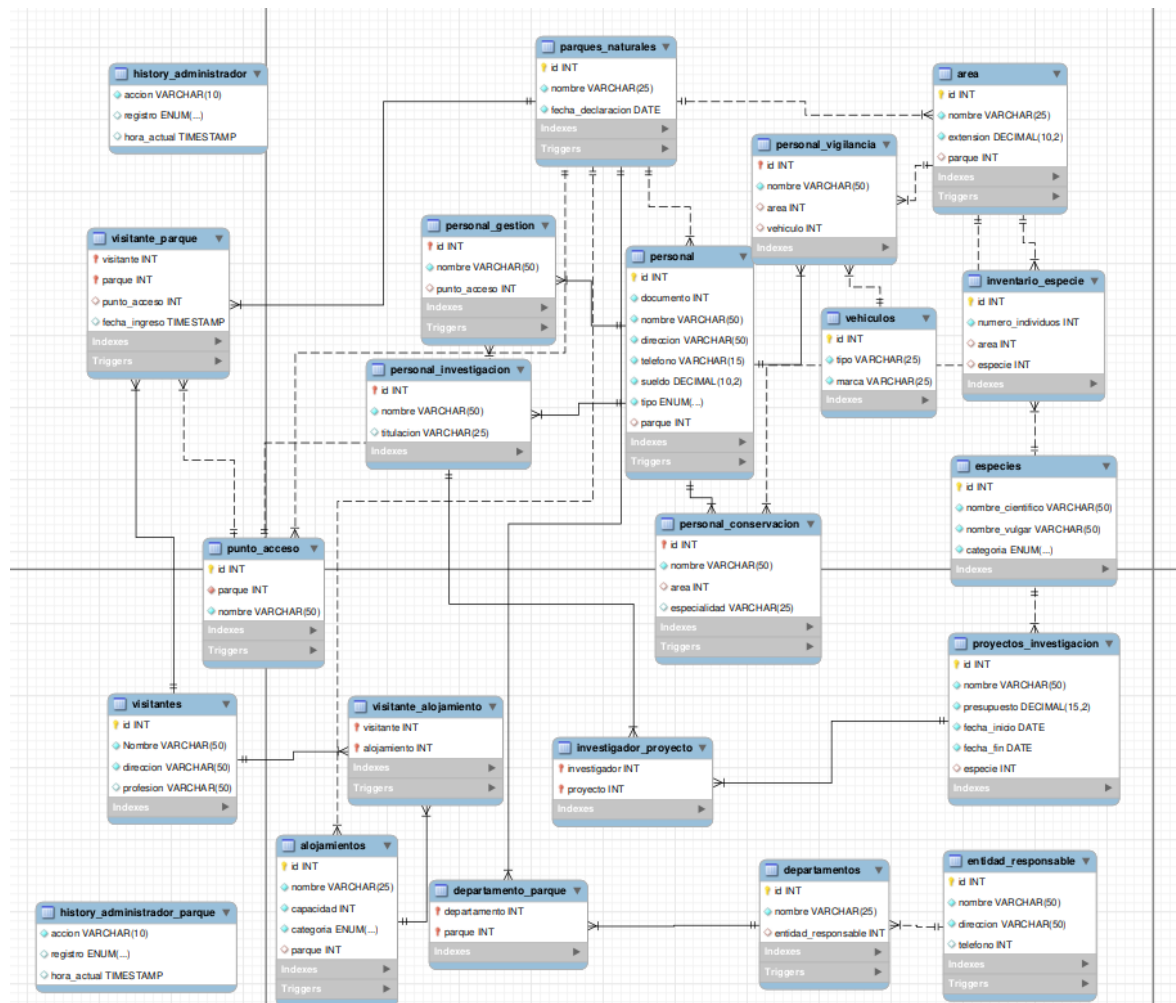 parques_naturales
id INT
nombre VARCHAR(25)
fecha_declaracion DATE
Indexes
Triggers
history_administrador
accion VARCHAR(10)
registro ENUM(...)
hora_actual TIMESTAMP
area
id INT
nombre VARCHAR(25)
extension DECIMAL(10,2)
parque INT
Indexes
Triggers
personal_vigilancia
id INT
nombre VARCHAR(50)
area INT
vehiculo INT
Indexes
visitante_parque
visitante INT
parque INT
punto_acceso INT
fecha_ingreso TIMESTAMP
Indexes
Triggers
personal_gestion
id INT
nombre VARCHAR(50)
punto_acceso INT
Indexes
Triggers
personal
id INT
documento INT
nombre VARCHAR(50)
direccion VARCHAR(50)
telefono VARCHAR(15)
sueldo DECIMAL(10,2)
tipo ENUM(...)
parque INT
Indexes
Triggers
inventario_especie
id INT
numero_individuos INT
area INT
especie INT
Indexes
vehiculos
id INT
tipo VARCHAR(25)
marca VARCHAR(25)
Indexes
personal_investigacion
id INT
nombre VARCHAR(50)
titulacion VARCHAR(25)
Indexes
especies
id INT
nombre_cientifico VARCHAR(50)
nombre_vulgar VARCHAR(50)
categoria ENUM(...)
Indexes
personal_conservacion
id INT
nombre VARCHAR(50)
area INT
especialidad VARCHAR(25)
Indexes
Triggers
punto_acceso
id INT
parque INT
nombre VARCHAR(50)
Indexes
Triggers
proyectos_investigacion
id INT
nombre VARCHAR(50)
presupuesto DECIMAL(15,2)
fecha_inicio DATE
fecha_fin DATE
especie INT
Indexes
visitantes
id INT
Nombre VARCHAR(50)
direccion VARCHAR(50)
profesion VARCHAR(50)
Indexes
visitante_alojamiento
visitante INT
alojamiento INT
Indexes
Triggers
investigador_proyecto
investigador INT
proyecto INT
Indexes
alojamientos
id INT
nombre VARCHAR(25)
capacidad INT
categoria ENUM(...)
parque INT
Indexes
Triggers
departamento_parque
departamento INT
parque INT
Indexes
departamentos
id INT
nombre VARCHAR(25)
entidad_responsable INT
Indexes
Triggers
entidad_responsable
id INT
nombre VARCHAR(50)
direccion VARCHAR(50)
telefono INT
Indexes
Triggers
history_administrador_parque
accion VARCHAR(10)
registro ENUM(...)
hora_actual TIMESTAMP